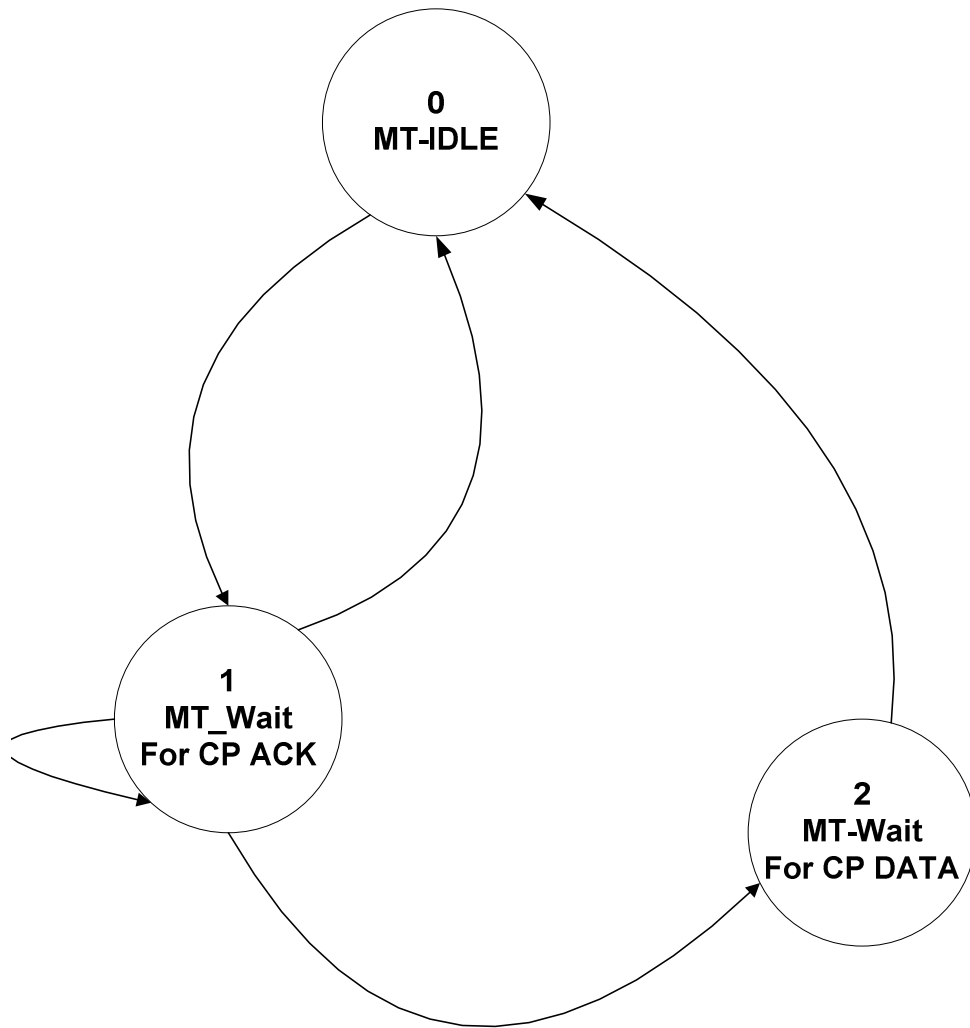 0
MT-IDLE
1
MT_Wait
For CP ACK
2
MT-Wait
For CP DATA